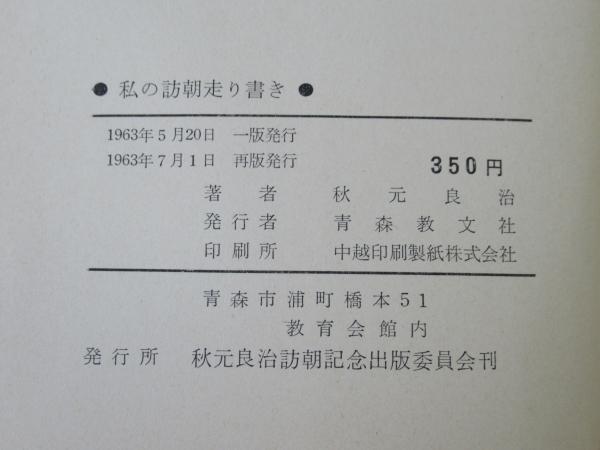 ● 私の訪朝走り書き ●
1963年5月20日 一版発行
1963年7月1日 再版発行 350円
著者 秋元良治
発行者 青森教文社
印刷所 中越印刷製紙株式会社
青森市浦町橋本51
教育会館内
発行所 秋元良治訪朝記念出版委員会刊